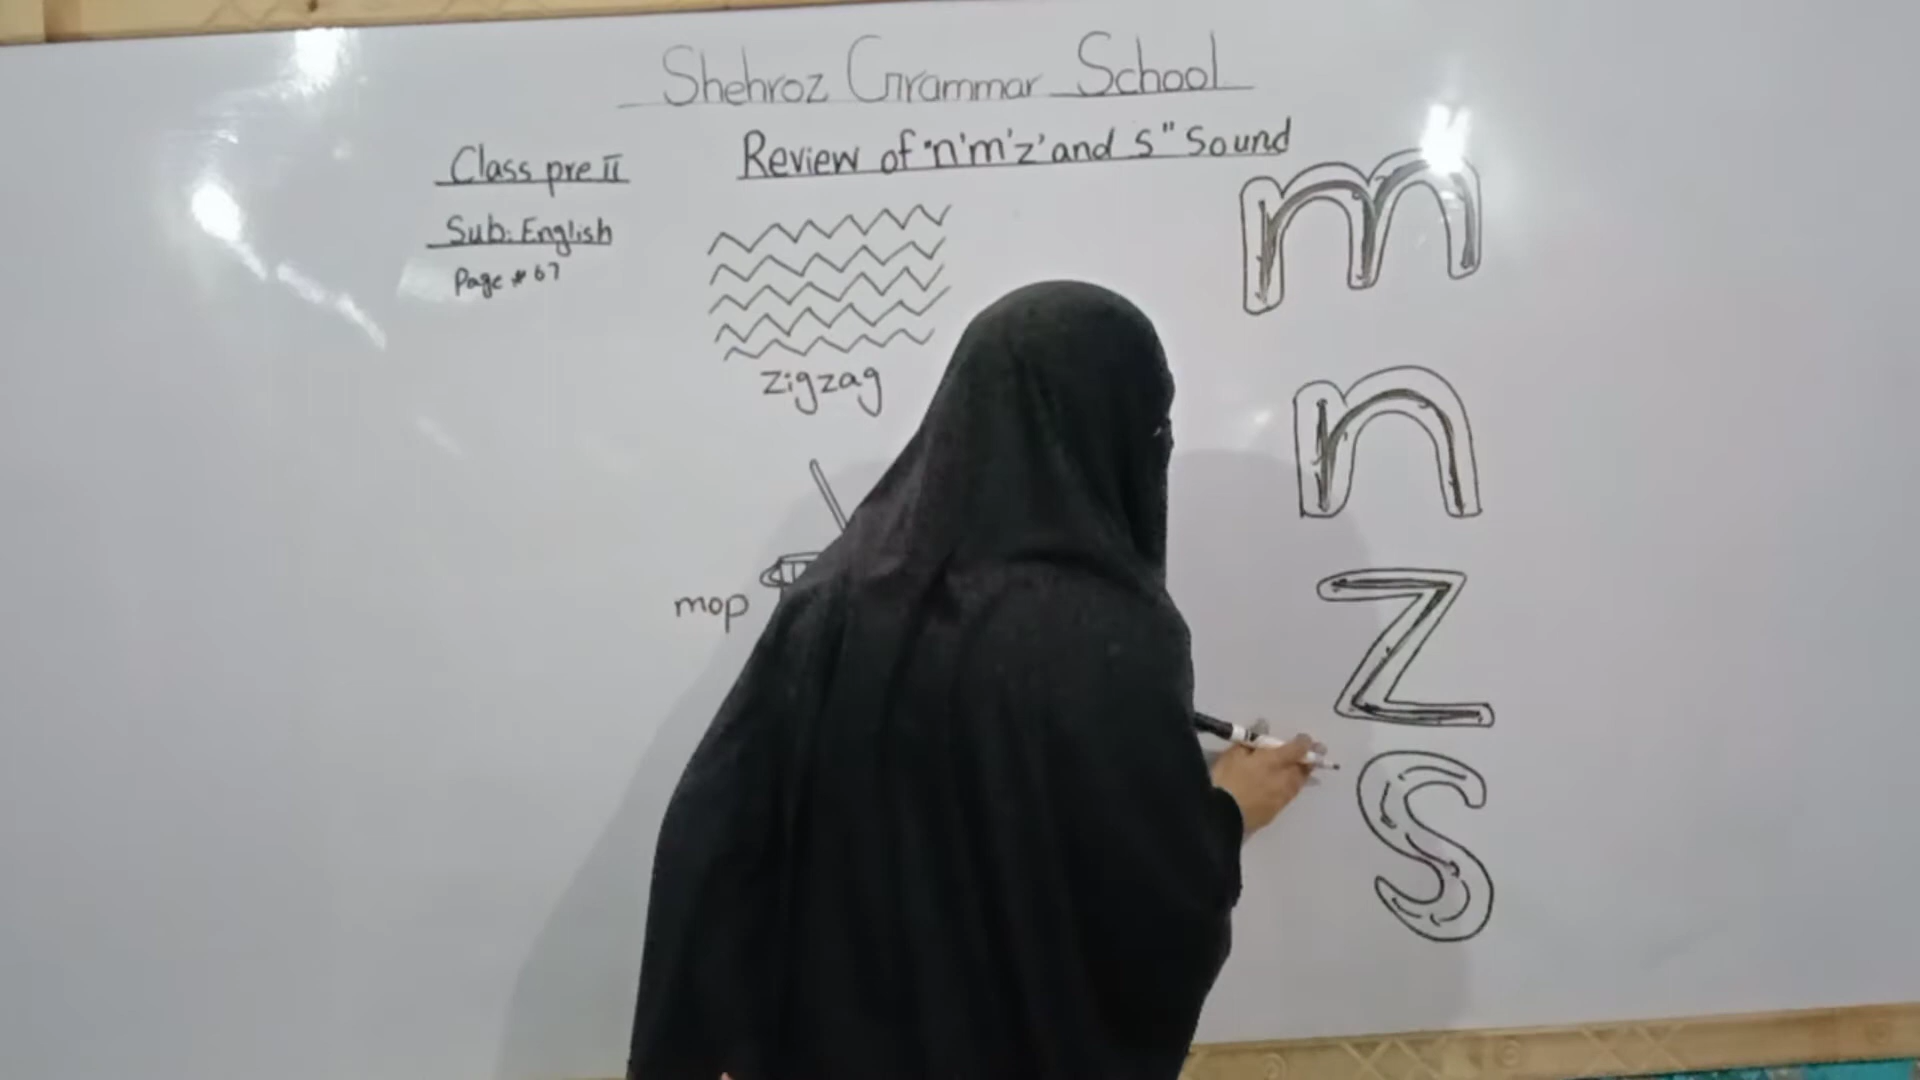 Shehroz Grammar School
Class pre II
Review of "n'm'z'and s" Sound
Sub: English
Page # 67
zigzag
mop
m
n
z
s